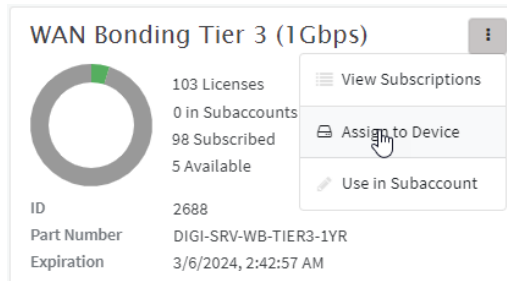 WAN Bonding Tier 3 (1Gbps)
103 Licenses
0 in Subaccounts
98 Subscribed
5 Available
View Subscriptions
Assign to Device
Use in Subaccount
ID 2688
Part Number DIGI-SRV-WB-TIER3-1YR
Expiration 3/6/2024, 2:42:57 AM